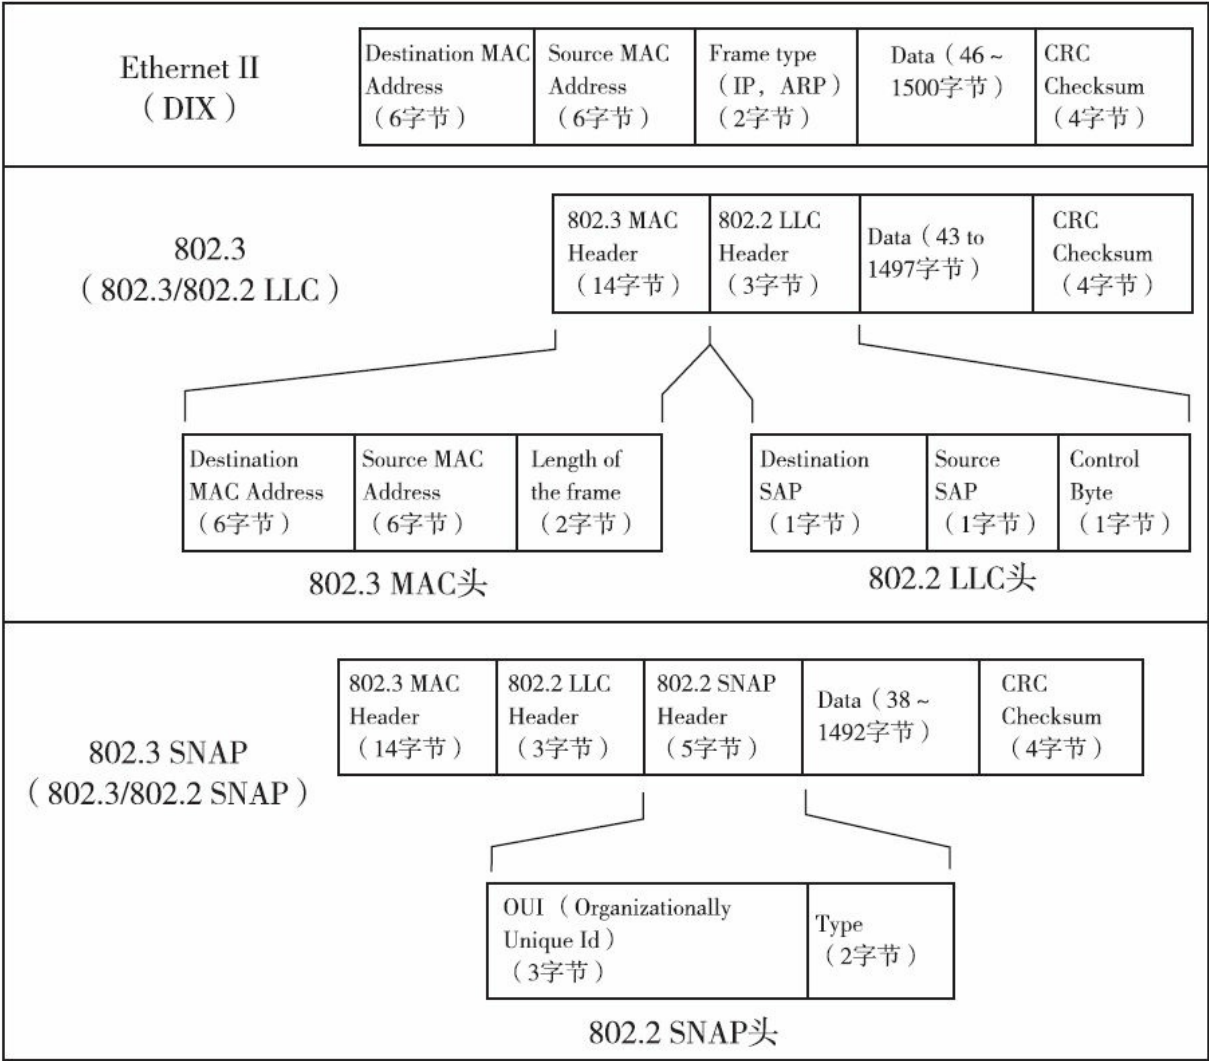 Ethernet II
（DIX）
Destination MAC
Address
（6字节）
Source MAC
Address
（6字节）
Frame type
（IP，ARP）
（2字节）
Data（46～
1500字节）
CRC
Checksum
（4字节）
802.3
（802.3/802.2 LLC）
802.3 MAC
Header
（14字节）
802.2 LLC
Header
（3字节）
Data（43 to
1497字节）
CRC
Checksum
（4字节）
Destination
MAC Address
（6字节）
Source MAC
Address
（6字节）
Length of
the frame
（2字节）
802.3 MAC头
Destination
SAP
（1字节）
Source
SAP
（1字节）
Control
Byte
（1字节）
802.2 LLC头
802.3 SNAP
（802.3/802.2 SNAP）
802.3 MAC
Header
（14字节）
802.2 LLC
Header
（3字节）
802.2 SNAP
Header
（5字节）
Data（38～
1492字节）
CRC
Checksum
（4字节）
OUI（Organizationally
Unique Id）
（3字节）
Type
（2字节）
802.2 SNAP头